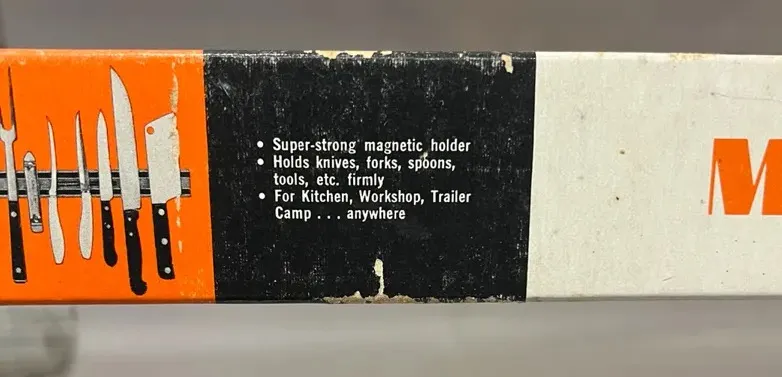 • Super-strong magnetic holder
• Holds knives, forks, spoons,
tools, etc. firmly
• For Kitchen, Workshop, Trailer
Camp . . . anywhere
M